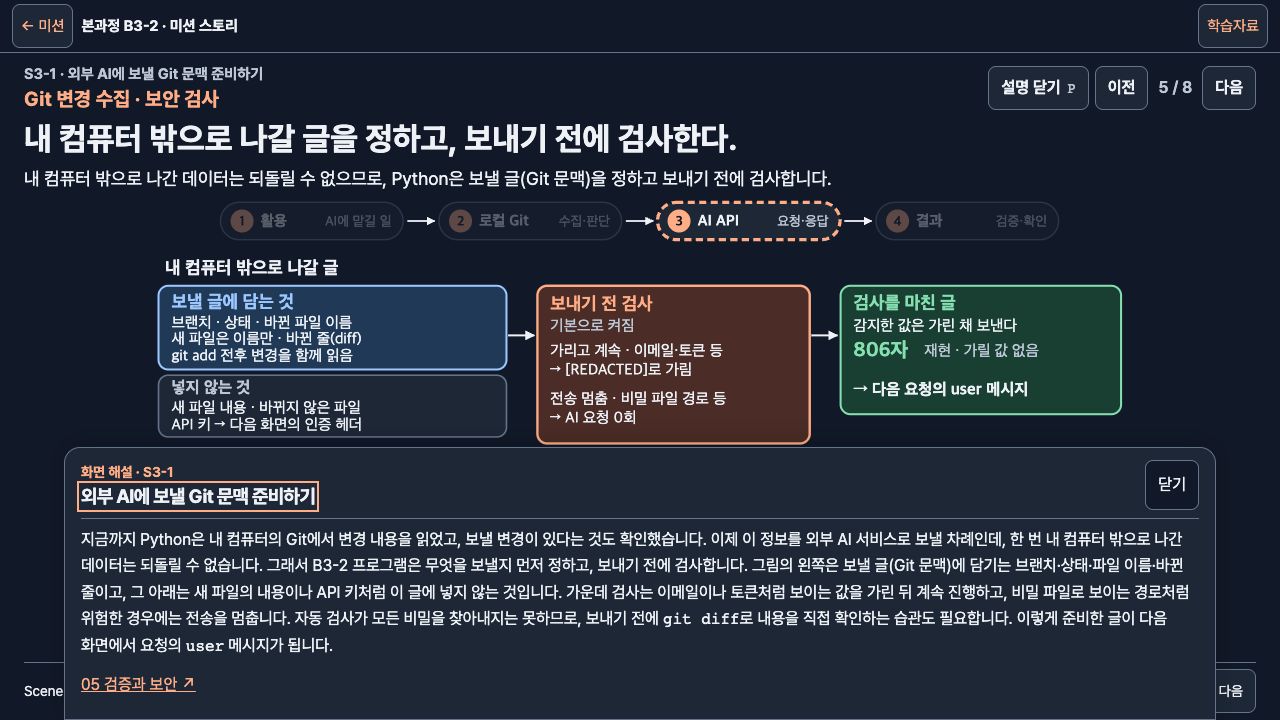 ← 미션
본과정 B3-2 · 미션 스토리
학습자료
S3-1 · 외부 AI에 보낼 Git 문맥 준비하기
Git 변경 수집 · 보안 검사
설명 닫기 P
이전
5 / 8
다음
내 컴퓨터 밖으로 나갈 글을 정하고, 보내기 전에 검사한다.
내 컴퓨터 밖으로 나간 데이터는 되돌릴 수 없으므로, Python은 보낼 글(Git 문맥)을 정하고 보내기 전에 검사합니다.
1 활용 AI에 맡길 일
2 로컬 Git 수집·판단
3 AI API 요청·응답
4 결과 검증·확인
내 컴퓨터 밖으로 나갈 글
보낼 글에 담는 것
브랜치 · 상태 · 바뀐 파일 이름
새 파일은 이름만 · 바뀐 줄(diff)
git add 전후 변경을 함께 읽음
넣지 않는 것
새 파일 내용 · 바뀌지 않은 파일
API 키 → 다음 화면의 인증 헤더
보내기 전 검사
기본으로 켜짐
가리고 계속 · 이메일·토큰 등
→ [REDACTED]로 가림
전송 멈춤 · 비밀 파일 경로 등
→ AI 요청 0회
검사를 마친 글
감지한 값은 가린 채 보낸다
806자 재현 · 가릴 값 없음
→ 다음 요청의 user 메시지
화면 해설 · S3-1
외부 AI에 보낼 Git 문맥 준비하기
닫기
지금까지 Python은 내 컴퓨터의 Git에서 변경 내용을 읽었고, 보낼 변경이 있다는 것도 확인했습니다. 이제 이 정보를 외부 AI 서비스로 보낼 차례인데, 한 번 내 컴퓨터 밖으로 나간
데이터는 되돌릴 수 없습니다. 그래서 B3-2 프로그램은 무엇을 보낼지 먼저 정하고, 보내기 전에 검사합니다. 그림의 왼쪽은 보낼 글(Git 문맥)에 담기는 브랜치·상태·파일 이름·바뀐
줄이고, 그 아래는 새 파일의 내용이나 API 키처럼 이 글에 넣지 않는 것입니다. 가운데 검사는 이메일이나 토큰처럼 보이는 값을 가린 뒤 계속 진행하고, 비밀 파일로 보이는 경로처럼
위험한 경우에는 전송을 멈춥니다. 자동 검사가 모든 비밀을 찾아내지는 못하므로, 보내기 전에 git diff로 내용을 직접 확인하는 습관도 필요합니다. 이렇게 준비한 글이 다음
화면에서 요청의 user 메시지가 됩니다.
05 검증과 보안 ↗
Scene
다음